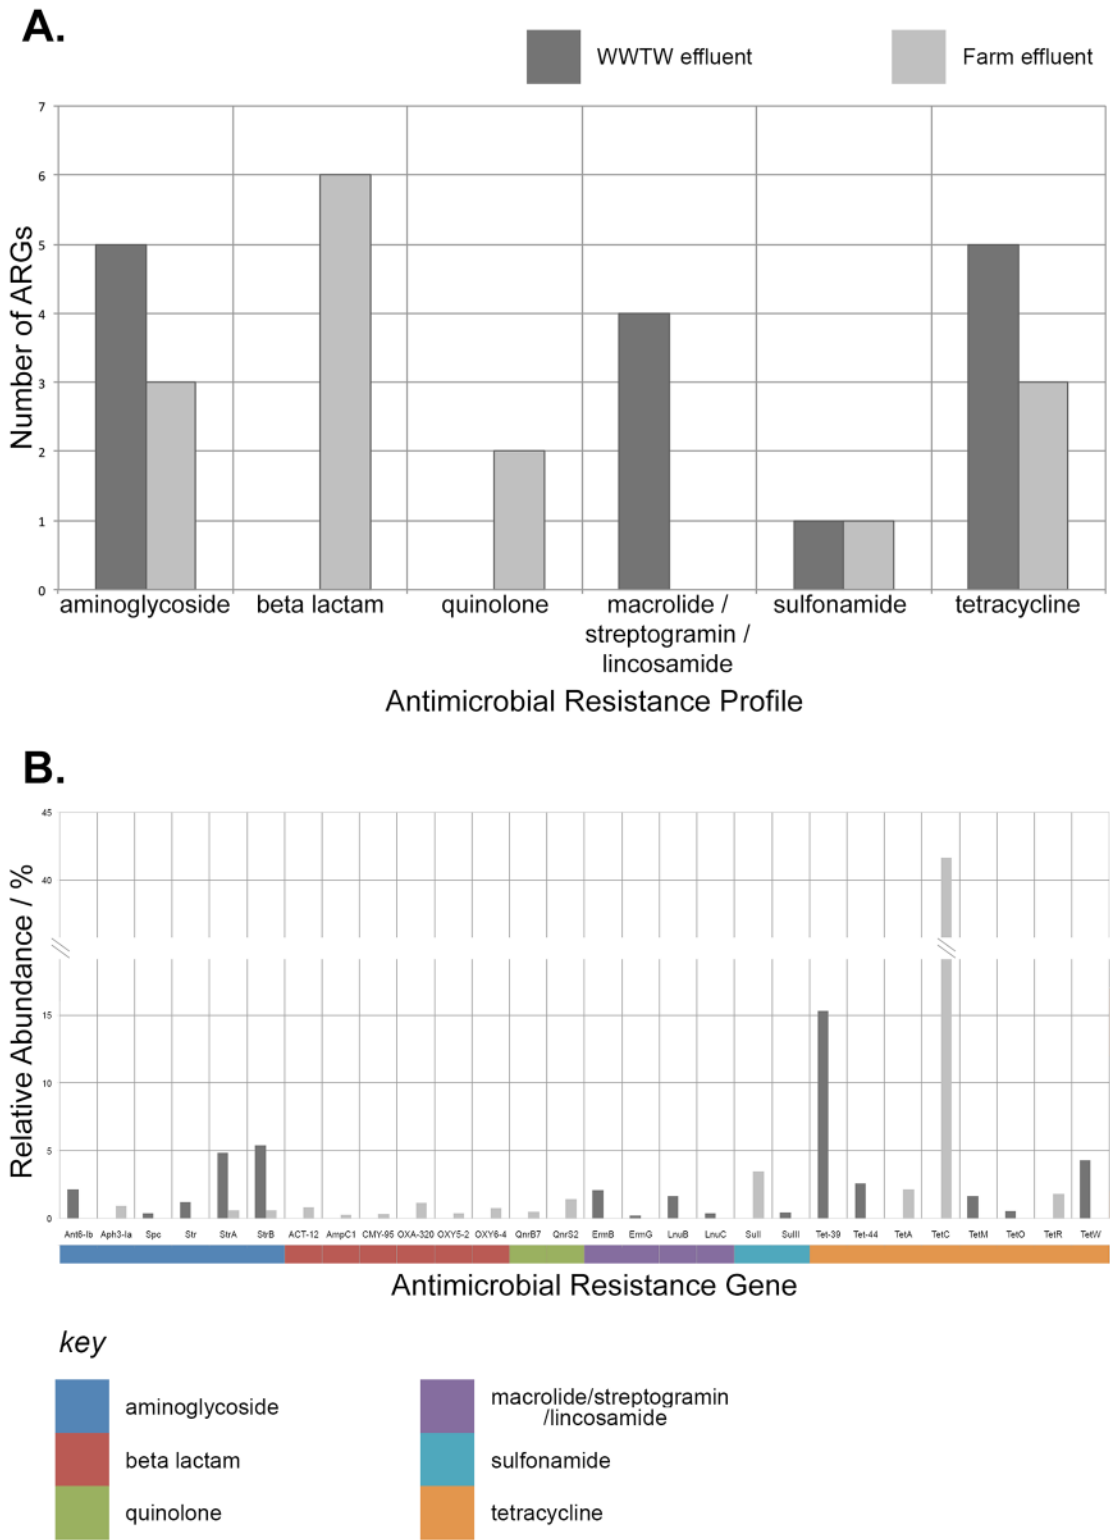 A.
WWTW effluent
Farm effluent
7
6
5
4
3
2
1
0
Number of ARGs
aminoglycoside
beta lactam
quinolone
macrolide /
streptogramin /
lincosamide
sulfonamide
tetracycline
Antimicrobial Resistance Profile
B.
45
40
15
10
5
0
Relative Abundance / %
Ant6-Ib Aph3-Ia Spc Str StrA StrB ACT-12 AmpC1 CMY-95 OXA-320 OXY5-2 OXY6-4 QnrB7 QnrS2 ErmB ErmG LnuB LnuC SulI SulII Tet-39 Tet-44 TetA TetC TetM TetO TetR TetW
Antimicrobial Resistance Gene
key
aminoglycoside
beta lactam
quinolone
macrolide/streptogramin
/lincosamide
sulfonamide
tetracycline